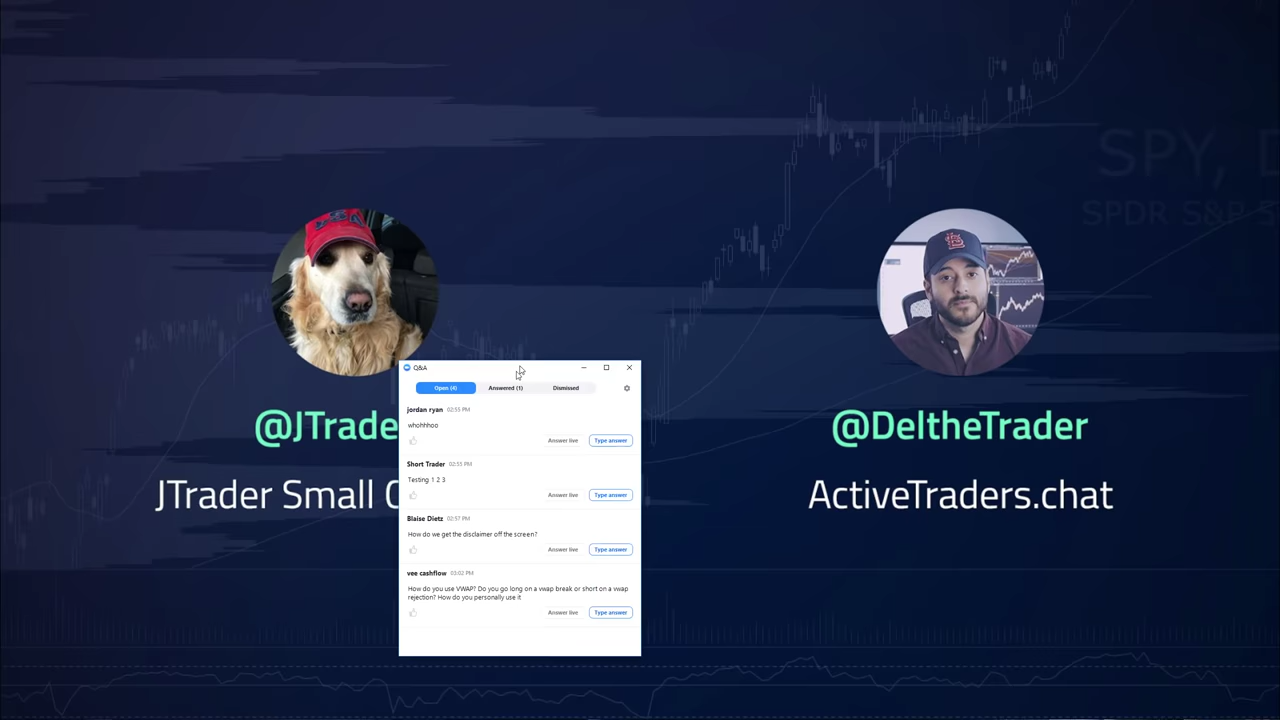 SPY,
SPDR S&P
@JTrade
@DeltheTrader
JTrader Small
ActiveTraders.chat
Q&A
Open (4)
Answered (1)
Dismissed
jordan ryan 02:55 PM
whohhhoo
Answer live
Type answer
Short Trader 02:55 PM
Testing 1 2 3
Answer live
Type answer
Blaise Dietz 02:57 PM
How do we get the disclaimer off the screen?
Answer live
Type answer
vee cashflow 03:02 PM
How do you use VWAP? Do you go long on a vwap break or short on a vwap
rejection? How do you personally use it
Answer live
Type answer